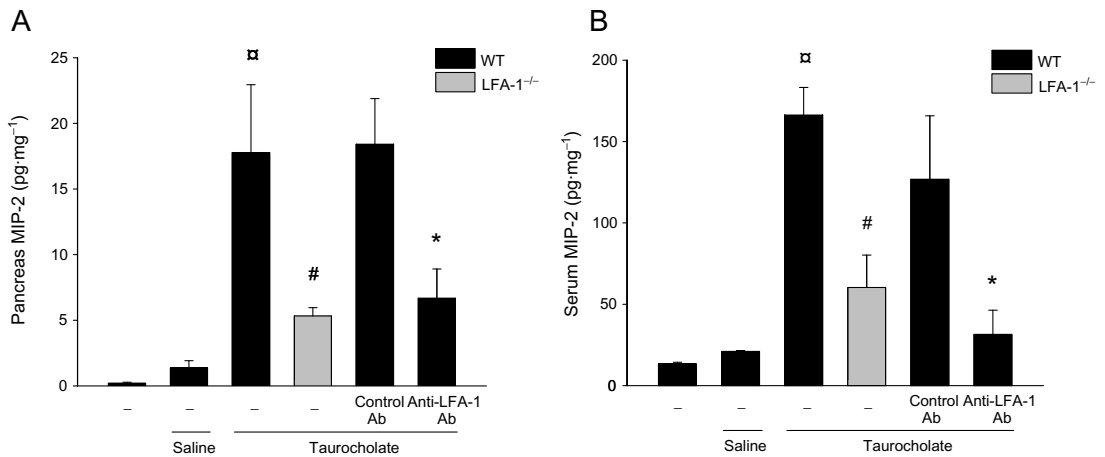 A
Pancreas MIP-2 (pg·mg⁻¹)
25
20
15
10
5
0
¤
#
*
WT
LFA-1⁻/⁻
– – – – Control Ab Anti-LFA-1 Ab
Saline
Taurocholate
B
Serum MIP-2 (pg·mg⁻¹)
200
150
100
50
0
¤
#
*
WT
LFA-1⁻/⁻
– – – – Control Ab Anti-LFA-1 Ab
Saline
Taurocholate